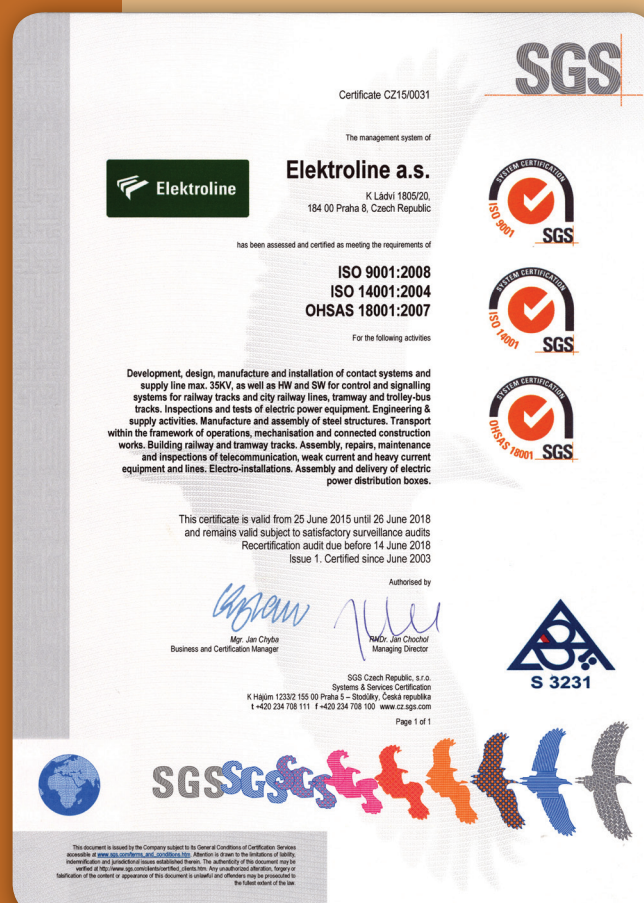 SGS
Certificate CZ15/0031
The management system of
Elektroline
Elektroline a.s.
K Ládví 1805/20,
184 00 Praha 8, Czech Republic
has been assessed and certified as meeting the requirements of
ISO 9001:2008
ISO 14001:2004
OHSAS 18001:2007
For the following activities
SYSTEM CERTIFICATION
ISO 9001
SGS
SYSTEM CERTIFICATION
ISO 14001
SGS
SYSTEM CERTIFICATION
OHSAS 18001
SGS
Development, design, manufacture and installation of contact systems and
supply line max. 35KV, as well as HW and SW for control and signalling
systems for railway tracks and city railway lines, tramway and trolley-bus
tracks. Inspections and tests of electric power equipment. Engineering &
supply activities. Manufacture and assembly of steel structures. Transport
within the framework of operations, mechanisation and connected construction
works. Building railway and tramway tracks. Assembly, repairs, maintenance
and inspections of telecommunication, weak current and heavy current
equipment and lines. Electro-installations. Assembly and delivery of electric
power distribution boxes.
This certificate is valid from 25 June 2015 until 26 June 2018
and remains valid subject to satisfactory surveillance audits
Recertification audit due before 14 June 2018
Issue 1. Certified since June 2003
Authorised by
Mgr. Jan Chyba
Business and Certification Manager
RNDr. Jan Chochol
Managing Director
S 3231
SGS Czech Republic, s.r.o.
Systems & Services Certification
K Hájům 1233/2 155 00 Praha 5 – Stodůlky, Česká republika
t +420 234 708 111 f +420 234 708 100 www.cz.sgs.com
Page 1 of 1
SGS SGS SGS
This document is issued by the Company subject to its General Conditions of Certification Services
accessible at www.sgs.com/terms_and_conditions.htm. Attention is drawn to the limitations of liability,
indemnification and jurisdictional issues established therein. The authenticity of this document may be
verified at http://www.sgs.com/clients/certified_clients.htm. Any unauthorized alteration, forgery or
falsification of the content or appearance of this document is unlawful and offenders may be prosecuted to
the fullest extent of the law.